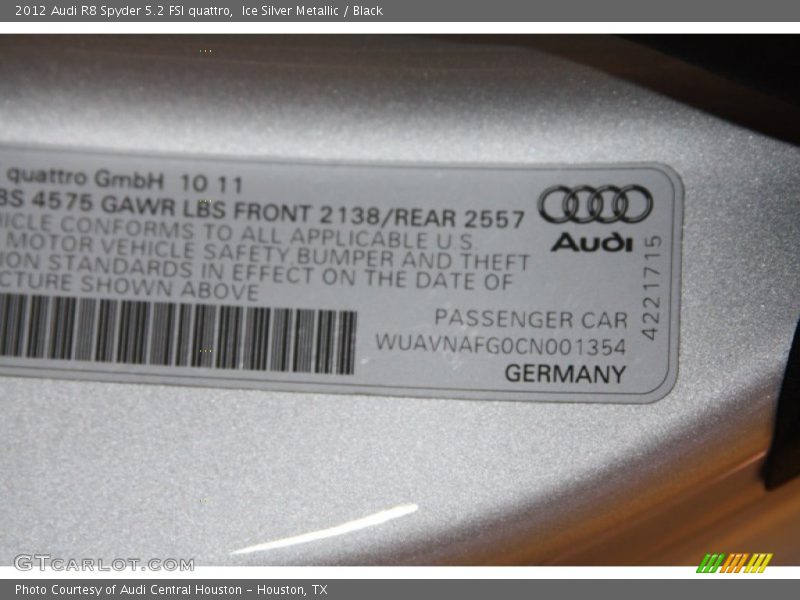 2012 Audi R8 Spyder 5.2 FSI quattro, Ice Silver Metallic / Black
quattro GmbH 10 11
BS 4575 GAWR LBS FRONT 2138/REAR 2557
ICLE CONFORMS TO ALL APPLICABLE U.S.
MOTOR VEHICLE SAFETY, BUMPER AND THEFT
ION STANDARDS IN EFFECT ON THE DATE OF
CTURE SHOWN ABOVE
Audi
4221715
PASSENGER CAR
WUAVNAFG0CN001354
GERMANY
GTcarlot.com
Photo Courtesy of Audi Central Houston - Houston, TX